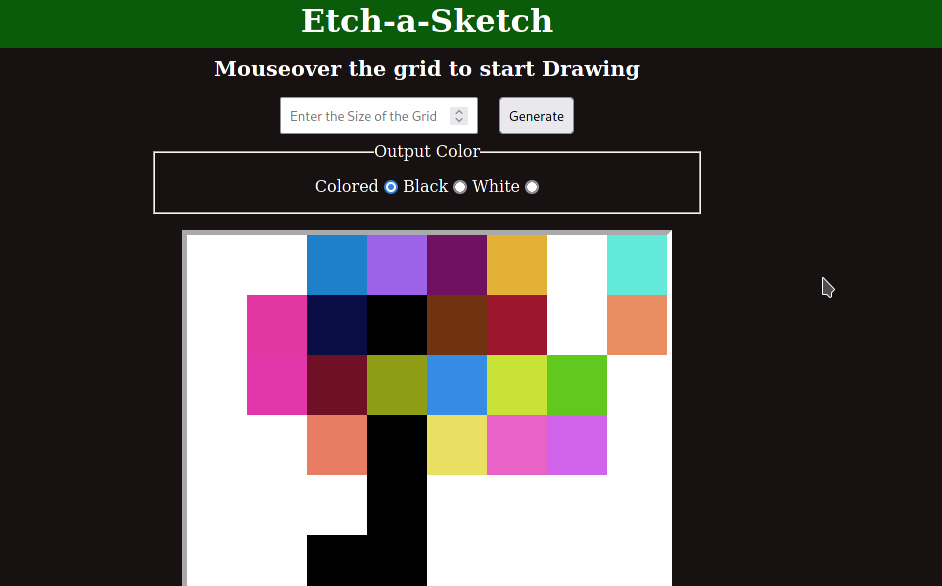 Etch-a-Sketch
Mouseover the grid to start Drawing
Enter the Size of the Grid
Generate
Output Color
Colored Black White